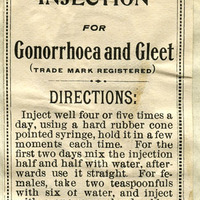 INJECTION
FOR
Gonorrhoea and Gleet
(TRADE MARK REGISTERED)
DIRECTIONS:
Inject well four or five times a
day, using a hard rubber cone
pointed syringe, hold it in a few
moments each time. For the
first two days mix the injection
half and half with water, after-
wards use it straight. For fe-
males, take two teaspoonfuls
with six of water, and inject